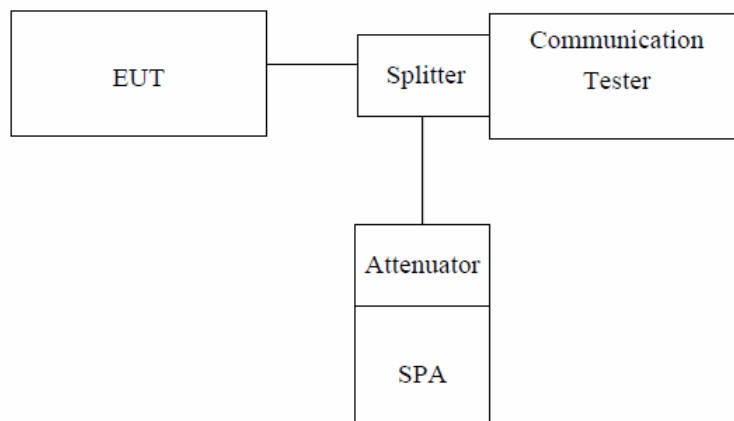 EUT
Splitter
Communication
Tester
Attenuator
SPA